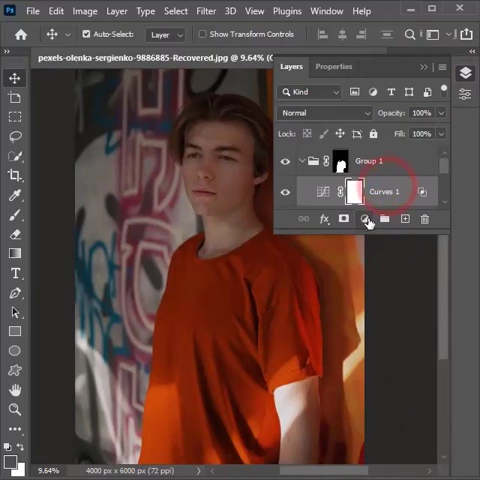 Ps
File
Edit
Image
Layer
Type
Select
Filter
3D
View
Plugins
Window
Help
Auto-Select:
Layer
Show Transform Controls
pexels-olenka-sergienko-9886885-Recovered.jpg @ 9.64% (C
Layers
Properties
Kind
Normal
Opacity: 100%
Lock:
Fill: 100%
Group 1
Curves 1
fx
T
9.64%
4000 px x 6000 px (72 ppi)